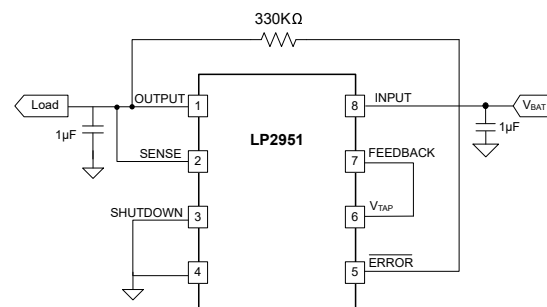 330KΩ
Load
OUTPUT
1
8
INPUT
V_BAT
1µF
LP2951
1µF
SENSE
2
7
FEEDBACK
SHUTDOWN
3
6
V_TAP
4
5
ERROR